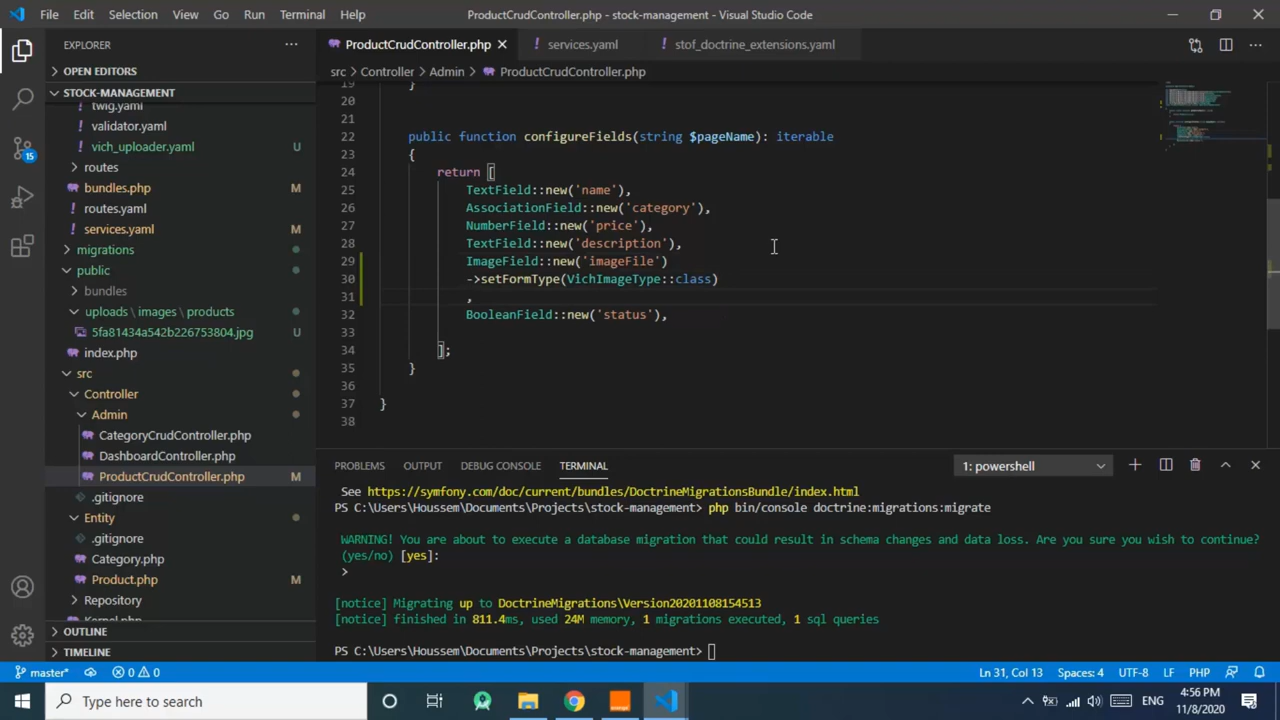 File Edit Selection View Go Run Terminal Help
ProductCrudController.php - stock-management - Visual Studio Code
EXPLORER
OPEN EDITORS
STOCK-MANAGEMENT
twig.yaml
validator.yaml
vich_uploader.yaml U
routes
bundles.php M
routes.yaml
services.yaml M
migrations
public
bundles
uploads \ images \ products
5fa81434a542b226753804.jpg U
index.php
src
Controller
Admin
CategoryCrudController.php
DashboardController.php
ProductCrudController.php M
.gitignore
Entity
.gitignore
Category.php
Product.php M
Repository
Kernel.php
OUTLINE
TIMELINE
15
ProductCrudController.php services.yaml stof_doctrine_extensions.yaml
src > Controller > Admin > ProductCrudController.php
19 }
20
21
22 public function configureFields(string $pageName): iterable
23 {
24 return [
25 TextField::new('name'),
26 AssociationField::new('category'),
27 NumberField::new('price'),
28 TextField::new('description'),
29 ImageField::new('imageFile')
30 ->setFormType(VichImageType::class)
31 ,
32 BooleanField::new('status'),
33
34 ];
35 }
36
37 }
38
PROBLEMS OUTPUT DEBUG CONSOLE TERMINAL 1: powershell
See https://symfony.com/doc/current/bundles/DoctrineMigrationsBundle/index.html
PS C:\Users\Houssem\Documents\Projects\stock-management> php bin/console doctrine:migrations:migrate
WARNING! You are about to execute a database migration that could result in schema changes and data loss. Are you sure you wish to continue?
(yes/no) [yes]:
>
[notice] Migrating up to DoctrineMigrations\Version20201108154513
[notice] finished in 811.4ms, used 24M memory, 1 migrations executed, 1 sql queries
PS C:\Users\Houssem\Documents\Projects\stock-management>
master* 0 0 Ln 31, Col 13 Spaces: 4 UTF-8 LF PHP
Type here to search
ENG
4:56 PM
11/8/2020